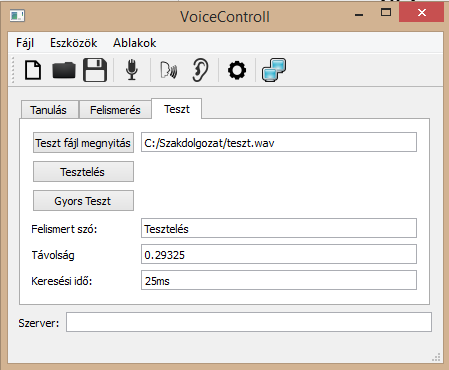 VoiceControll
Fájl Eszközök Ablakok
Tanulás Felismerés Teszt
Teszt fájl megnyitás C:/Szakdolgozat/teszt.wav
Tesztelés
Gyors Teszt
Felismert szó: Tesztelés
Távolság 0.29325
Keresési idő: 25ms
Szerver: